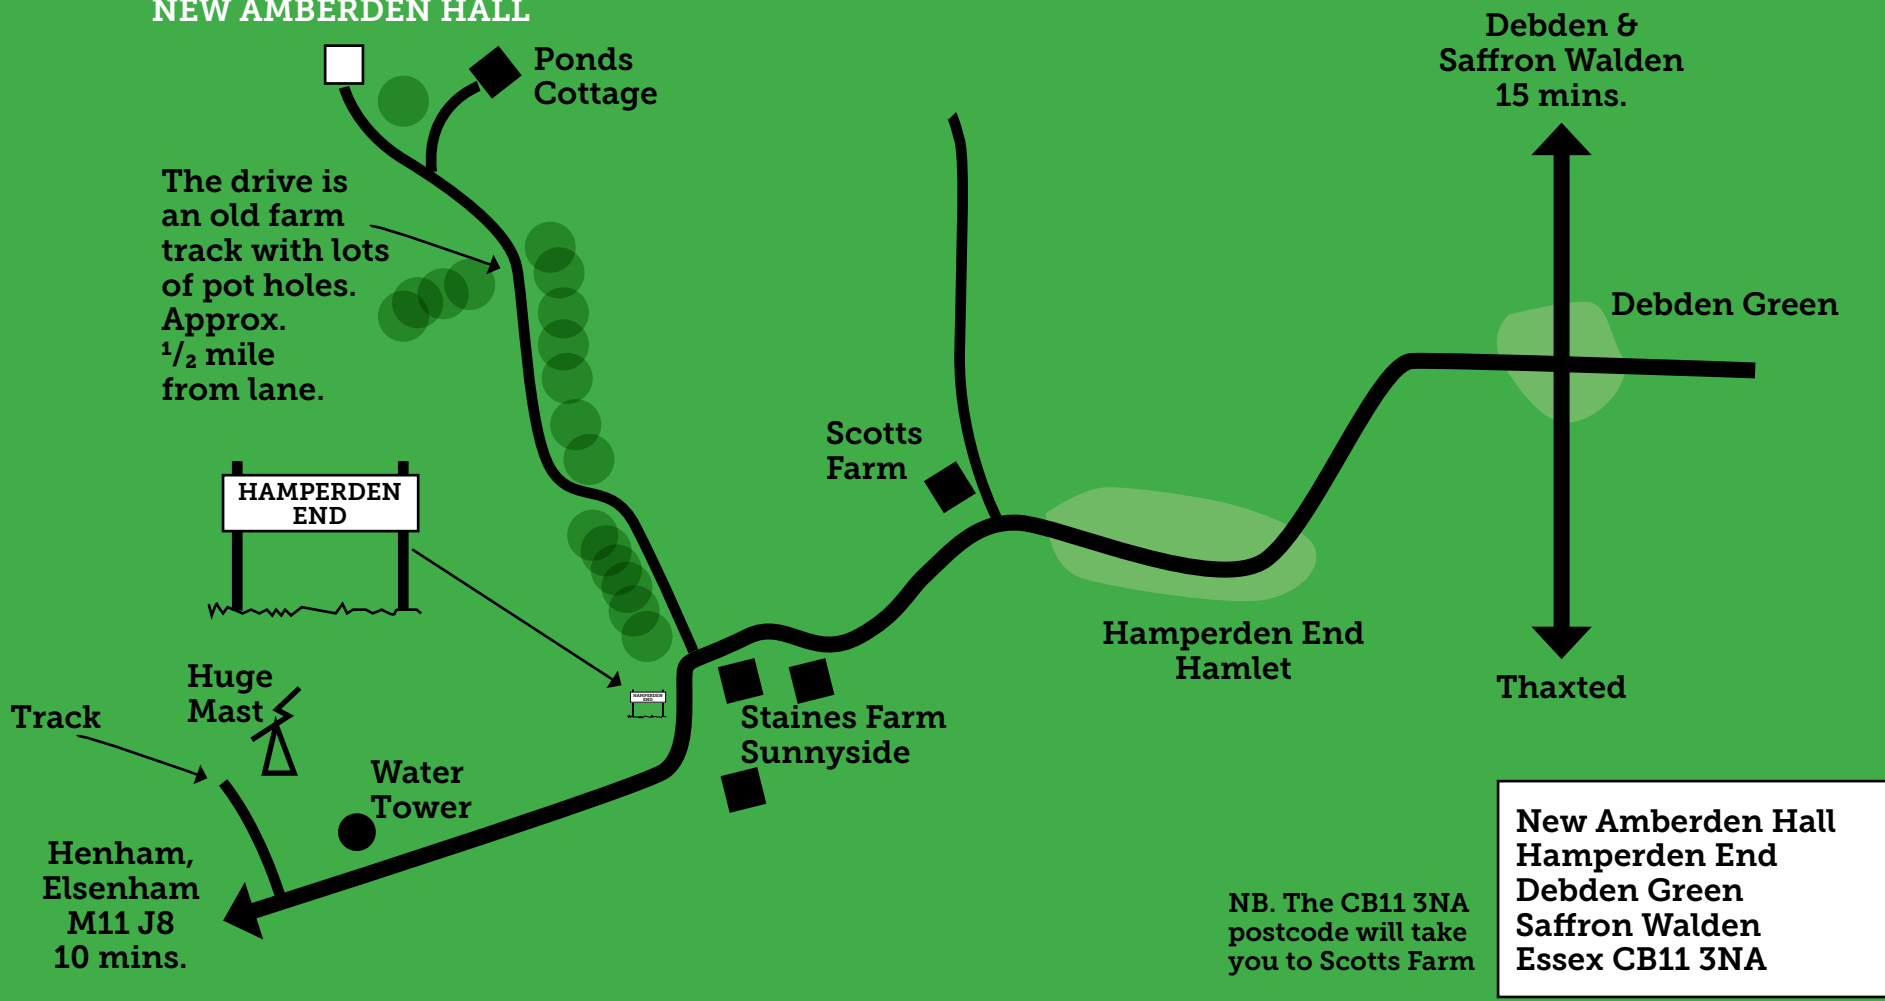 NEW AMBERDEN HALL
Ponds
Cottage
Debden &
Saffron Walden
15 mins.
The drive is
an old farm
track with lots
of pot holes.
Approx.
¹/₂ mile
from lane.
Debden Green
Scotts
Farm
HAMPERDEN
END
Hamperden End
Hamlet
Thaxted
Huge
Mast
Track
HAMPERDEN
END
Staines Farm
Sunnyside
Water
Tower
Henham,
Elsenham
M11 J8
10 mins.
NB. The CB11 3NA
postcode will take
you to Scotts Farm
New Amberden Hall
Hamperden End
Debden Green
Saffron Walden
Essex CB11 3NA